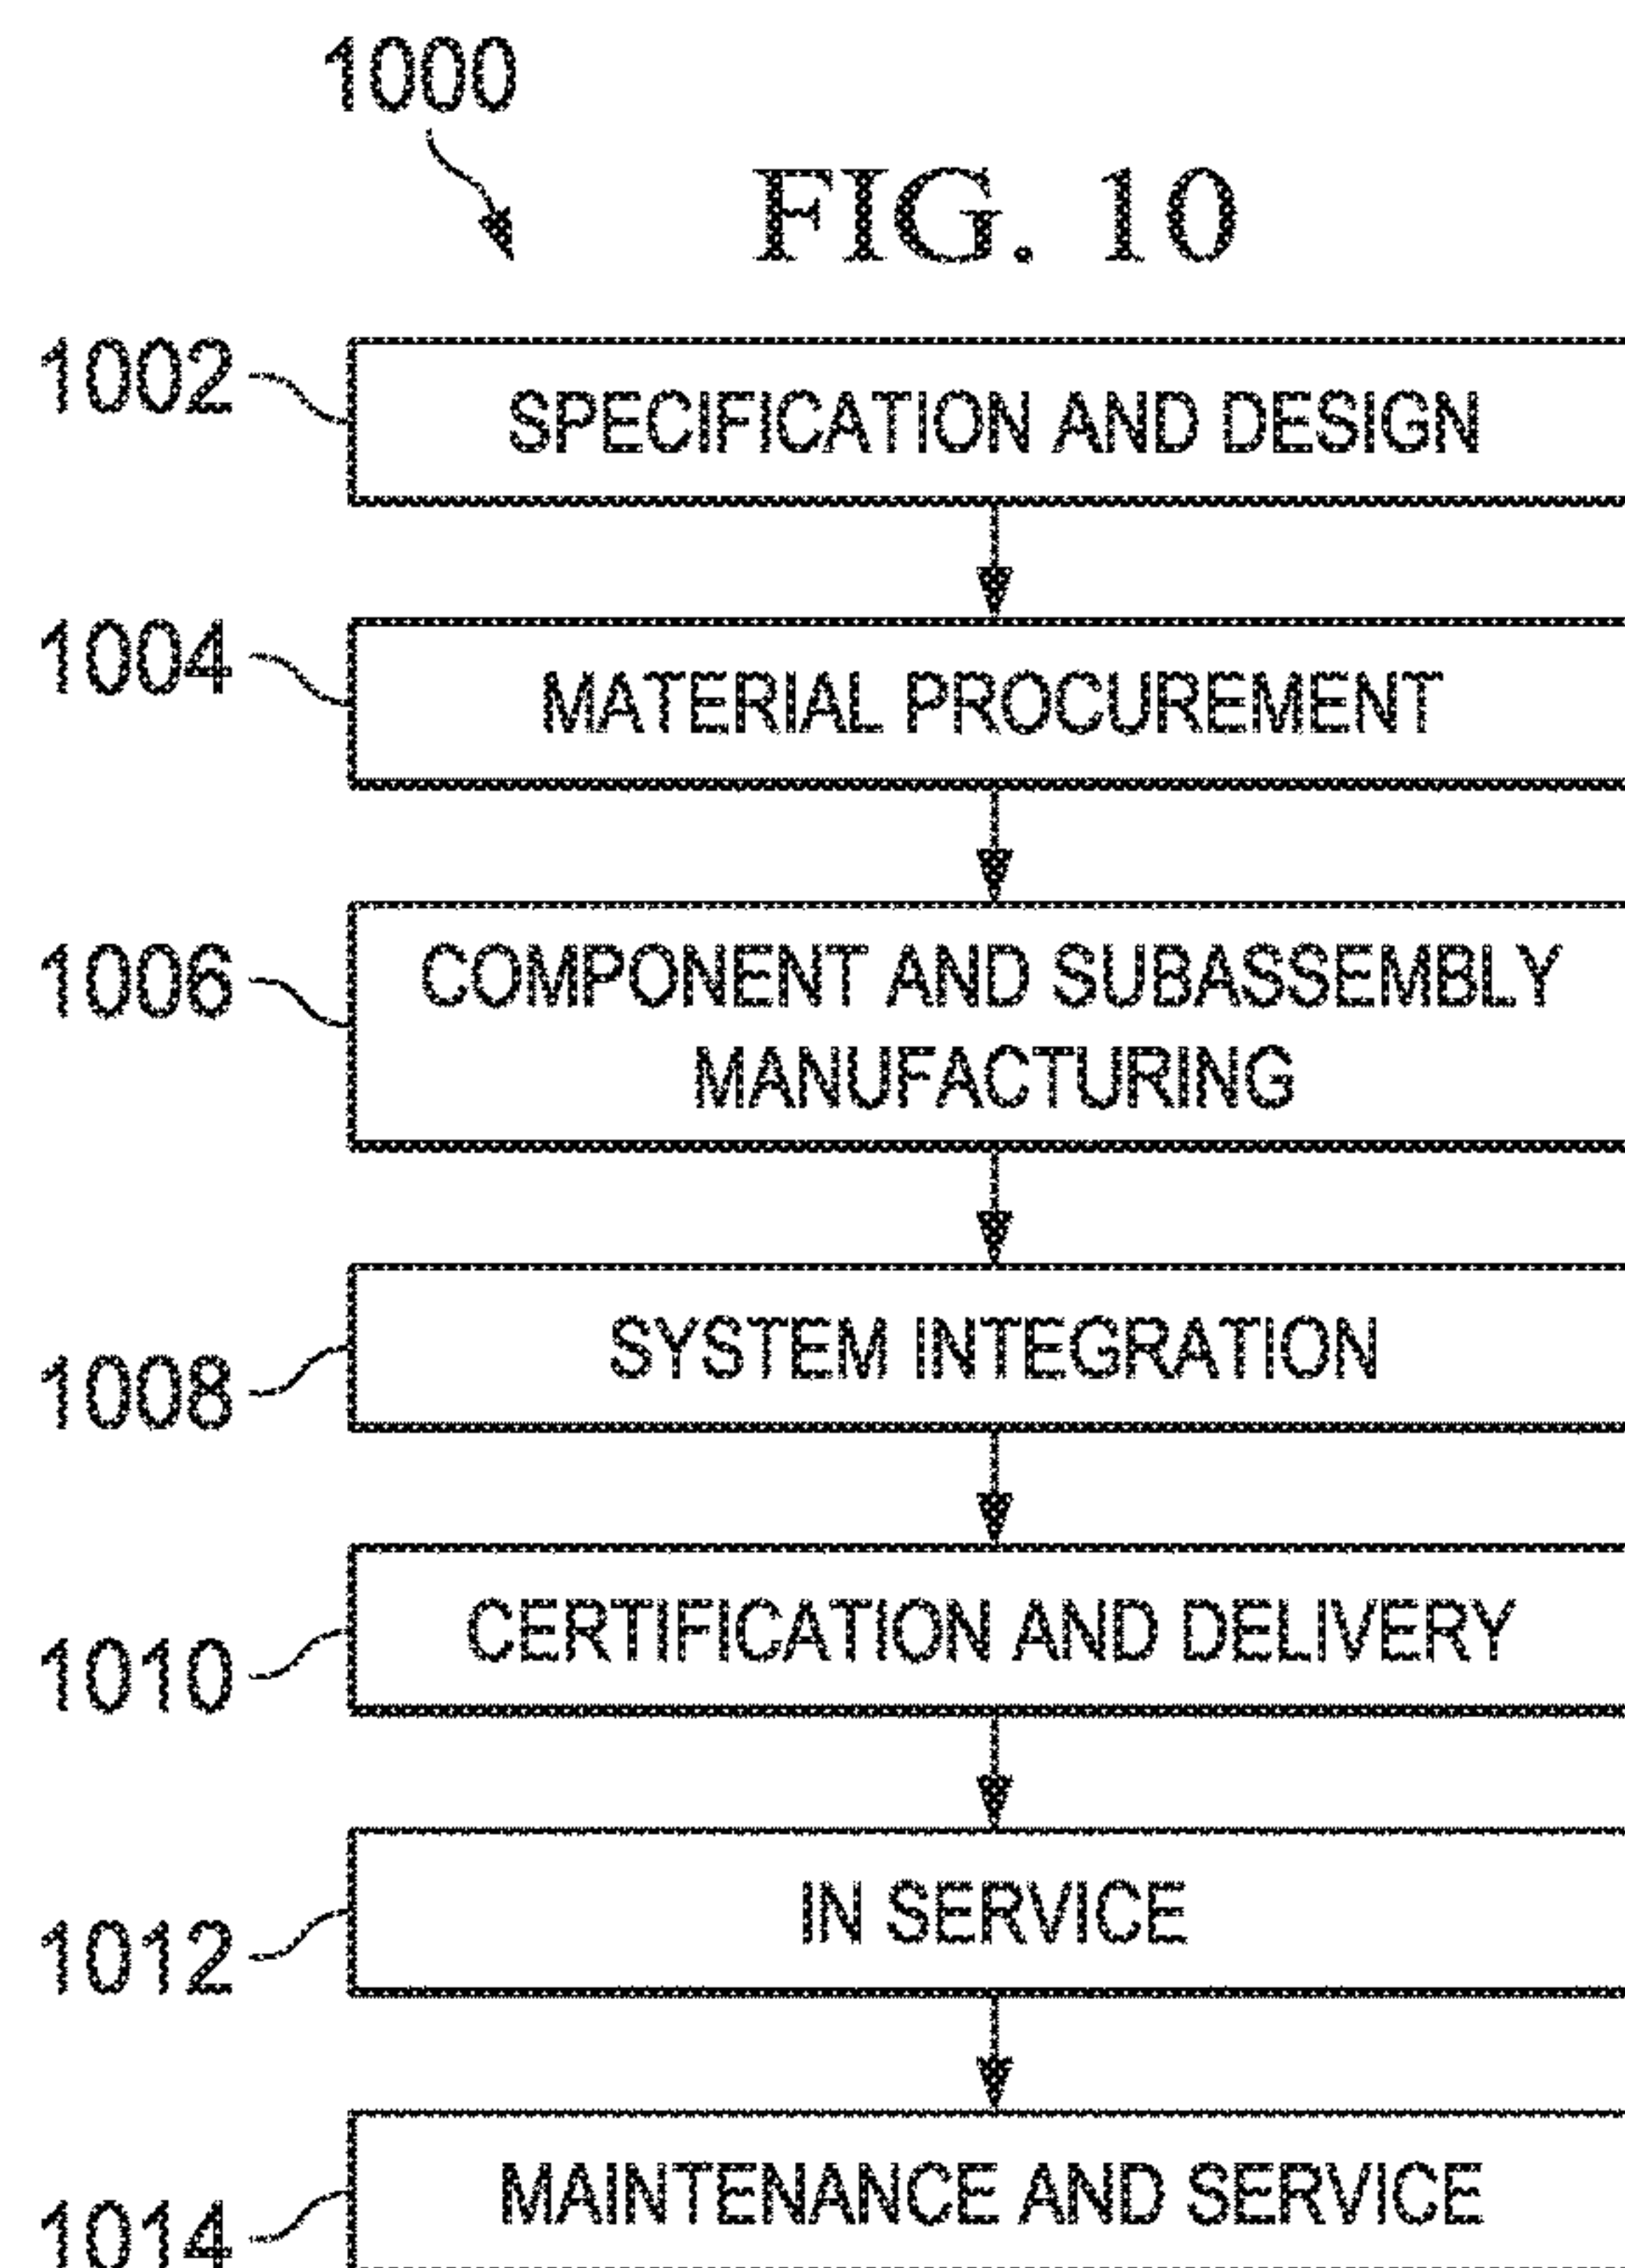 1000
FIG. 10
1002
SPECIFICATION AND DESIGN
1004
MATERIAL PROCUREMENT
1006
COMPONENT AND SUBASSEMBLY
MANUFACTURING
1008
SYSTEM INTEGRATION
1010
CERTIFICATION AND DELIVERY
1012
IN SERVICE
1014
MAINTENANCE AND SERVICE